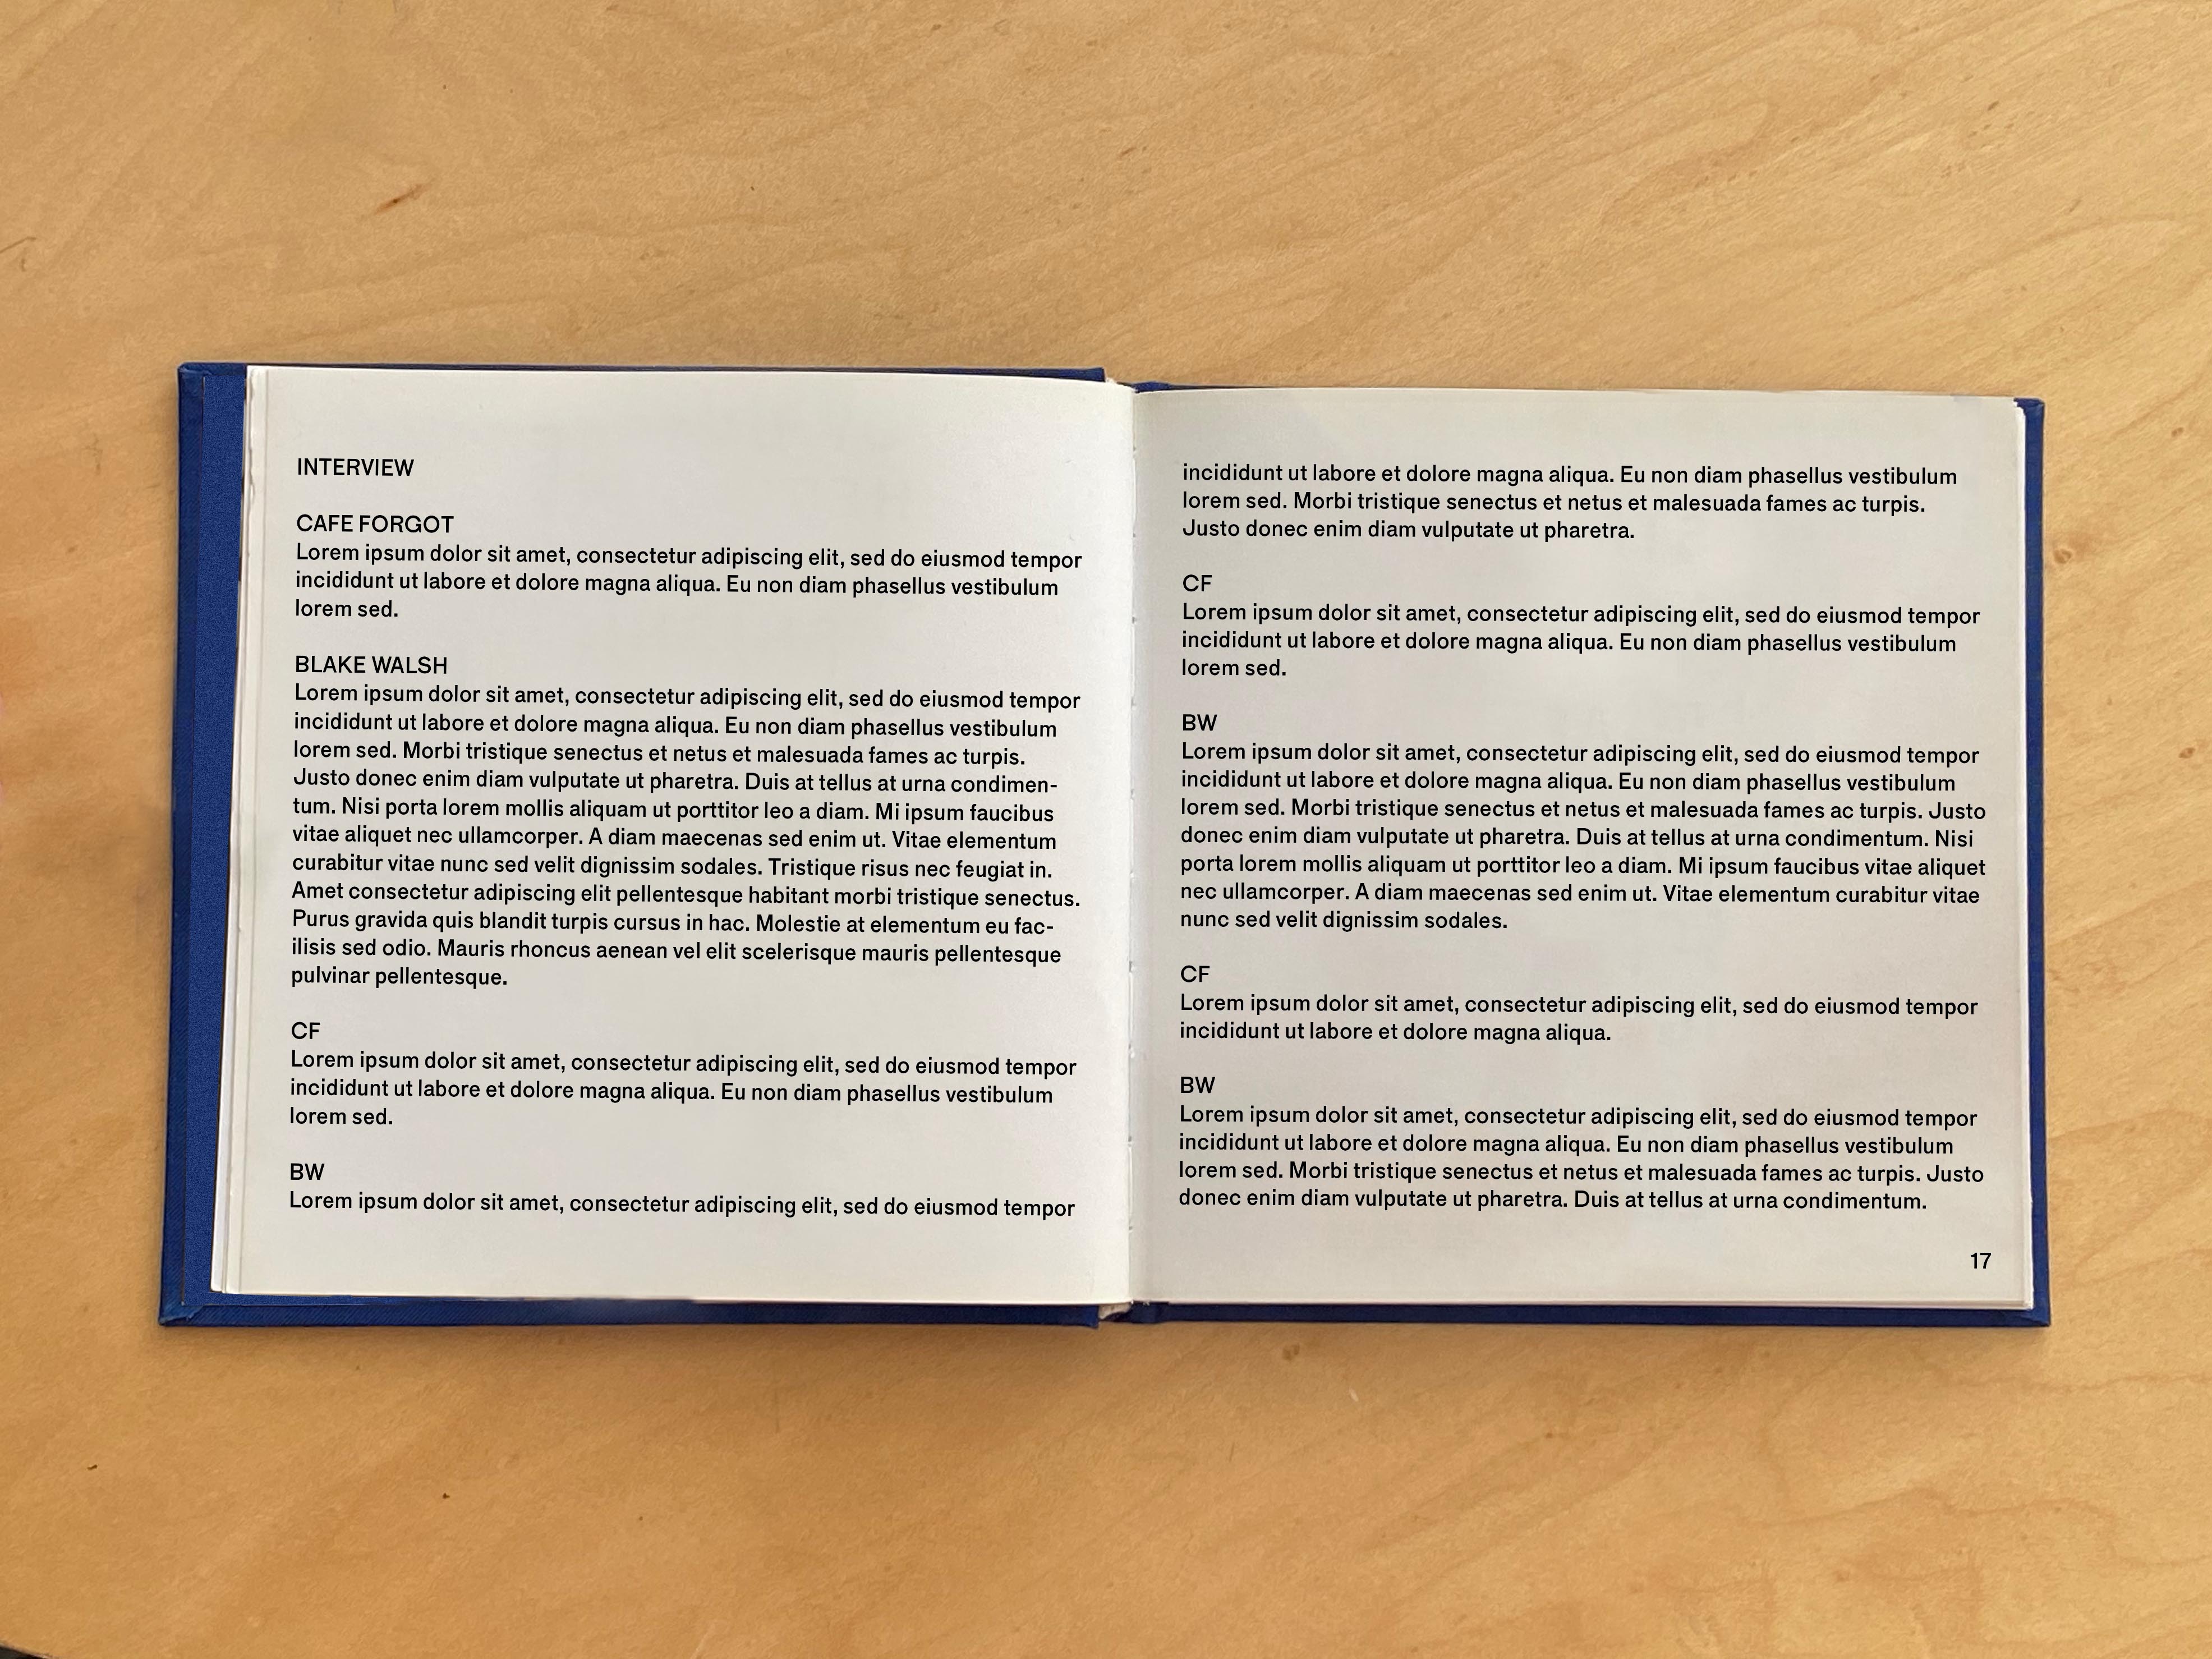 INTERVIEW
CAFE FORGOT
Lorem ipsum dolor sit amet, consectetur adipiscing elit, sed do eiusmod tempor
incididunt ut labore et dolore magna aliqua. Eu non diam phasellus vestibulum
lorem sed.
BLAKE WALSH
Lorem ipsum dolor sit amet, consectetur adipiscing elit, sed do eiusmod tempor
incididunt ut labore et dolore magna aliqua. Eu non diam phasellus vestibulum
lorem sed. Morbi tristique senectus et netus et malesuada fames ac turpis.
Justo donec enim diam vulputate ut pharetra. Duis at tellus at urna condimen-
tum. Nisi porta lorem mollis aliquam ut porttitor leo a diam. Mi ipsum faucibus
vitae aliquet nec ullamcorper. A diam maecenas sed enim ut. Vitae elementum
curabitur vitae nunc sed velit dignissim sodales. Tristique risus nec feugiat in.
Amet consectetur adipiscing elit pellentesque habitant morbi tristique senectus.
Purus gravida quis blandit turpis cursus in hac. Molestie at elementum eu fac-
ilisis sed odio. Mauris rhoncus aenean vel elit scelerisque mauris pellentesque
pulvinar pellentesque.
CF
Lorem ipsum dolor sit amet, consectetur adipiscing elit, sed do eiusmod tempor
incididunt ut labore et dolore magna aliqua. Eu non diam phasellus vestibulum
lorem sed.
BW
Lorem ipsum dolor sit amet, consectetur adipiscing elit, sed do eiusmod tempor
incididunt ut labore et dolore magna aliqua. Eu non diam phasellus vestibulum
lorem sed. Morbi tristique senectus et netus et malesuada fames ac turpis.
Justo donec enim diam vulputate ut pharetra.
CF
Lorem ipsum dolor sit amet, consectetur adipiscing elit, sed do eiusmod tempor
incididunt ut labore et dolore magna aliqua. Eu non diam phasellus vestibulum
lorem sed.
BW
Lorem ipsum dolor sit amet, consectetur adipiscing elit, sed do eiusmod tempor
incididunt ut labore et dolore magna aliqua. Eu non diam phasellus vestibulum
lorem sed. Morbi tristique senectus et netus et malesuada fames ac turpis. Justo
donec enim diam vulputate ut pharetra. Duis at tellus at urna condimentum. Nisi
porta lorem mollis aliquam ut porttitor leo a diam. Mi ipsum faucibus vitae aliquet
nec ullamcorper. A diam maecenas sed enim ut. Vitae elementum curabitur vitae
nunc sed velit dignissim sodales.
CF
Lorem ipsum dolor sit amet, consectetur adipiscing elit, sed do eiusmod tempor
incididunt ut labore et dolore magna aliqua.
BW
Lorem ipsum dolor sit amet, consectetur adipiscing elit, sed do eiusmod tempor
incididunt ut labore et dolore magna aliqua. Eu non diam phasellus vestibulum
lorem sed. Morbi tristique senectus et netus et malesuada fames ac turpis. Justo
donec enim diam vulputate ut pharetra. Duis at tellus at urna condimentum.
17